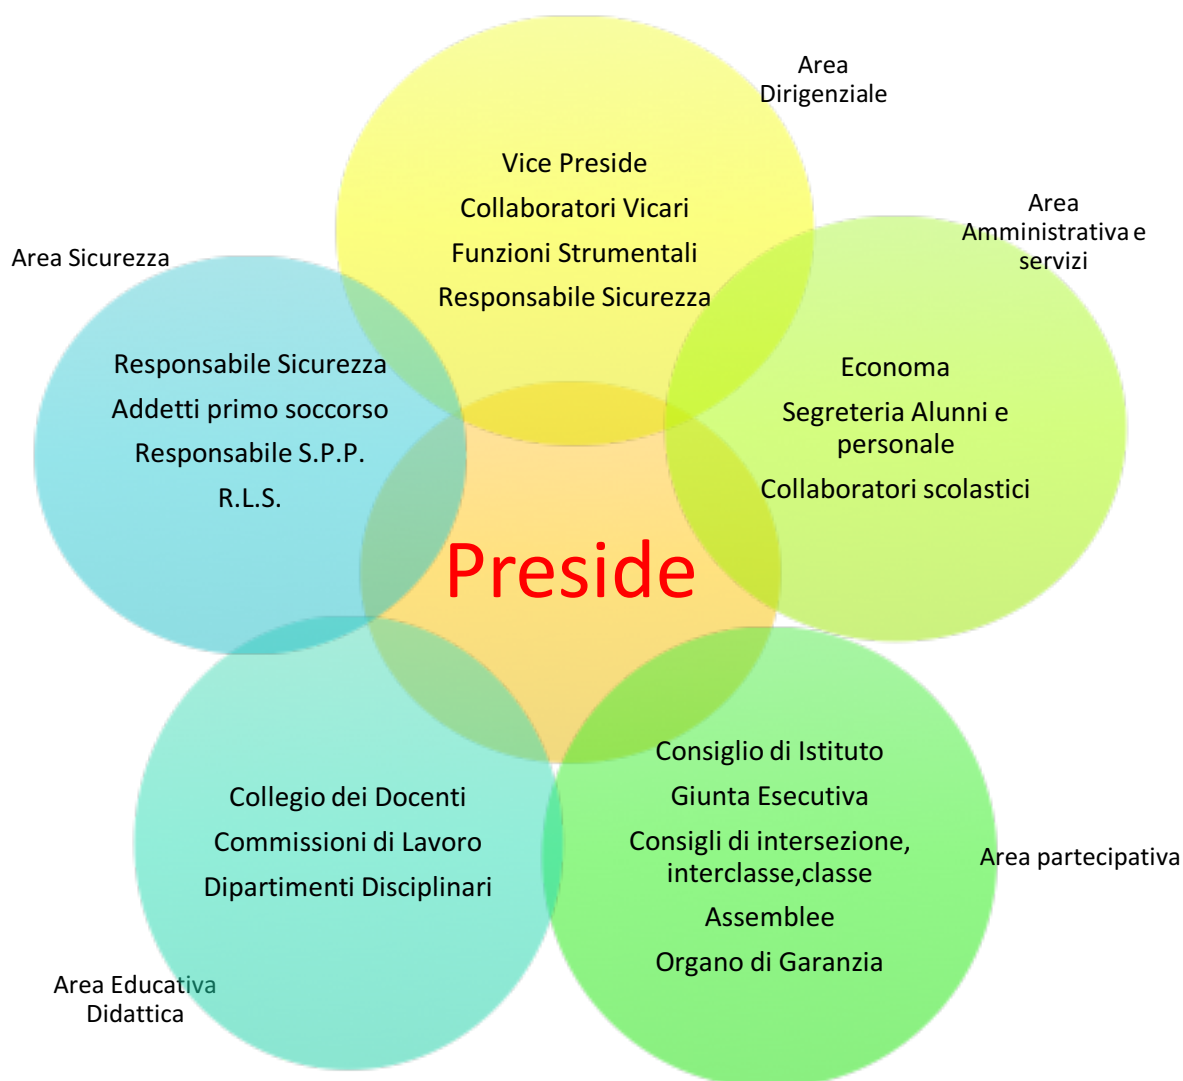 Area
Dirigenziale
Vice Preside
Collaboratori Vicari
Funzioni Strumentali
Responsabile Sicurezza
Area
Amministrativa e
servizi
Economa
Segreteria Alunni e
personale
Collaboratori scolastici
Area Sicurezza
Responsabile Sicurezza
Addetti primo soccorso
Responsabile S.P.P.
R.L.S.
Preside
Consiglio di Istituto
Giunta Esecutiva
Consigli di intersezione,
interclasse,classe
Assemblee
Organo di Garanzia
Area partecipativa
Collegio dei Docenti
Commissioni di Lavoro
Dipartimenti Disciplinari
Area Educativa
Didattica